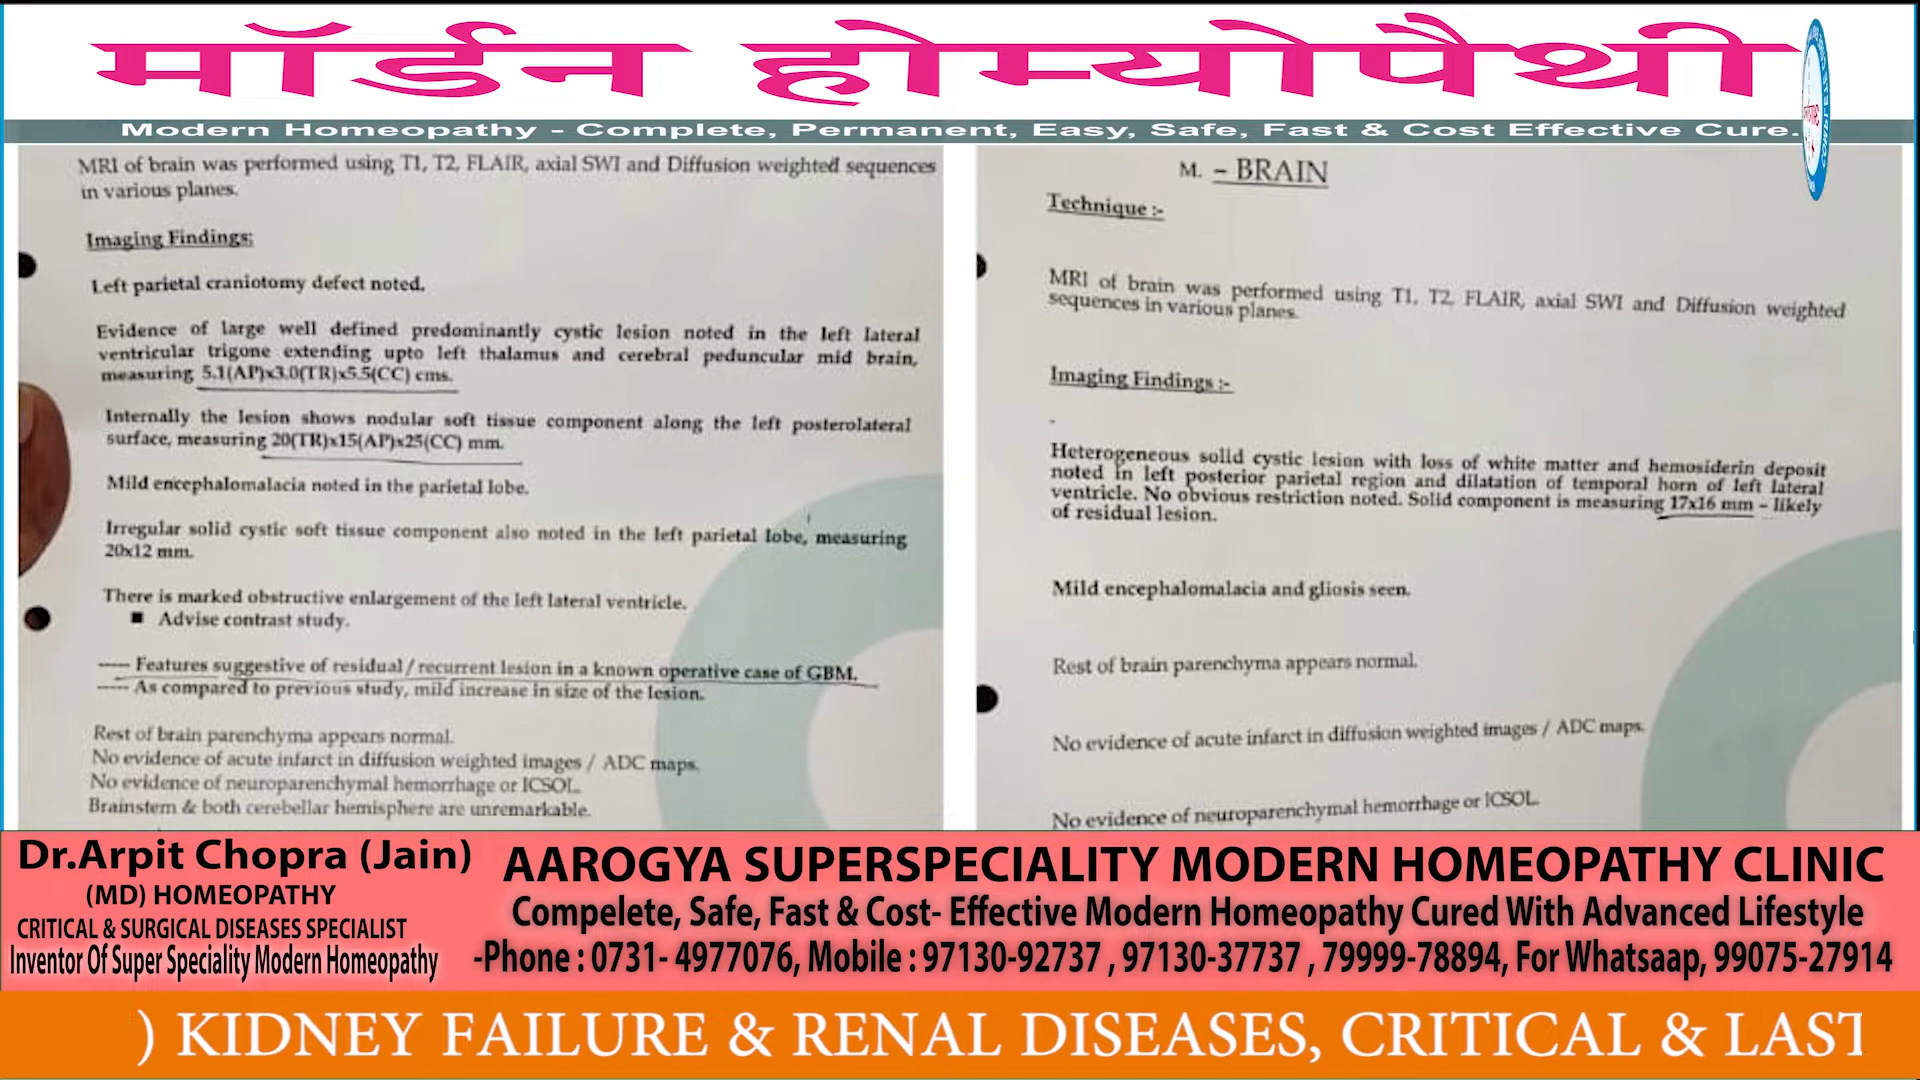 मॉर्डन होम्योपैथी
Modern Homeopathy - Complete, Permanent, Easy, Safe, Fast & Cost Effective Cure.
MRI of brain was performed using T1, T2, FLAIR, axial SWI and Diffusion weighted sequences
in various planes.
Imaging Findings:
Left parietal craniotomy defect noted.
Evidence of large well defined predominantly cystic lesion noted in the left lateral
ventricular trigone extending upto left thalamus and cerebral peduncular mid brain,
measuring 5.1(AP)x3.0(TR)x5.5(CC) cms.
Internally the lesion shows nodular soft tissue component along the left posterolateral
surface, measuring 20(TR)x15(AP)x25(CC) mm.
Mild encephalomalacia noted in the parietal lobe.
Irregular solid cystic soft tissue component also noted in the left parietal lobe, measuring
20x12 mm.
There is marked obstructive enlargement of the left lateral ventricle.
■ Advise contrast study.
---- Features suggestive of residual / recurrent lesion in a known operative case of GBM.
---- As compared to previous study, mild increase in size of the lesion.
Rest of brain parenchyma appears normal.
No evidence of acute infarct in diffusion weighted images / ADC maps.
No evidence of neuroparenchymal hemorrhage or ICSOL.
Brainstem & both cerebellar hemisphere are unremarkable.
M. - BRAIN
Technique :-
MRI of brain was performed using T1, T2, FLAIR, axial SWI and Diffusion weighted
sequences in various planes.
Imaging Findings :-
-
Heterogeneous solid cystic lesion with loss of white matter and hemosiderin deposit
noted in left posterior parietal region and dilatation of temporal horn of left lateral
ventricle. No obvious restriction noted. Solid component is measuring 17x16 mm - likely
of residual lesion.
Mild encephalomalacia and gliosis seen.
Rest of brain parenchyma appears normal.
No evidence of acute infarct in diffusion weighted images / ADC maps.
No evidence of neuroparenchymal hemorrhage or ICSOL.
Dr.Arpit Chopra (Jain)
(MD) HOMEOPATHY
CRITICAL & SURGICAL DISEASES SPECIALIST
Inventor Of Super Speciality Modern Homeopathy
AAROGYA SUPERSPECIALITY MODERN HOMEOPATHY CLINIC
Compelete, Safe, Fast & Cost- Effective Modern Homeopathy Cured With Advanced Lifestyle
-Phone : 0731- 4977076, Mobile : 97130-92737 , 97130-37737 , 79999-78894, For Whatsaap, 99075-27914
) KIDNEY FAILURE & RENAL DISEASES, CRITICAL & LAST